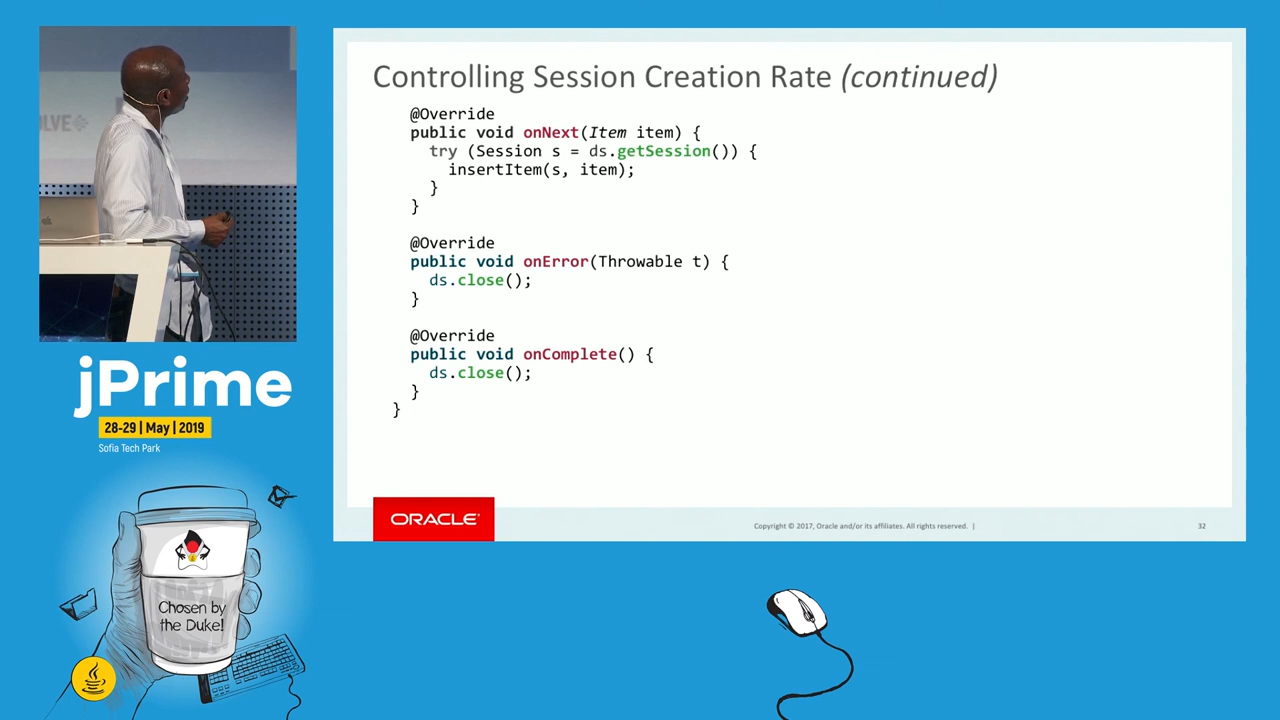 Controlling Session Creation Rate (continued)
@Override
public void onNext(Item item) {
try (Session s = ds.getSession()) {
insertItem(s, item);
}
}
@Override
public void onError(Throwable t) {
ds.close();
}
@Override
public void onComplete() {
ds.close();
}
}
ORACLE
Copyright © 2017, Oracle and/or its affiliates. All rights reserved. |
32
jPrime
28-29 | May | 2019
Sofia Tech Park
Chosen by
the Duke!